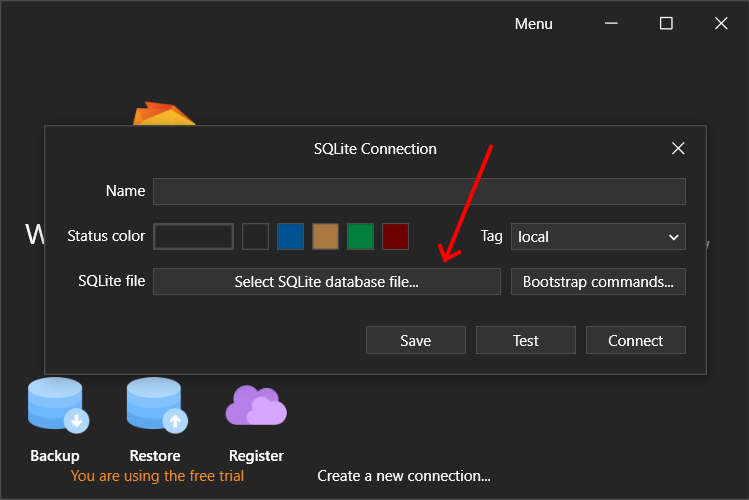 Menu
SQLite Connection
Name
W
Status color
Tag local
SQLite file Select SQLite database file... Bootstrap commands...
Save Test Connect
Backup Restore Register
You are using the free trial Create a new connection...